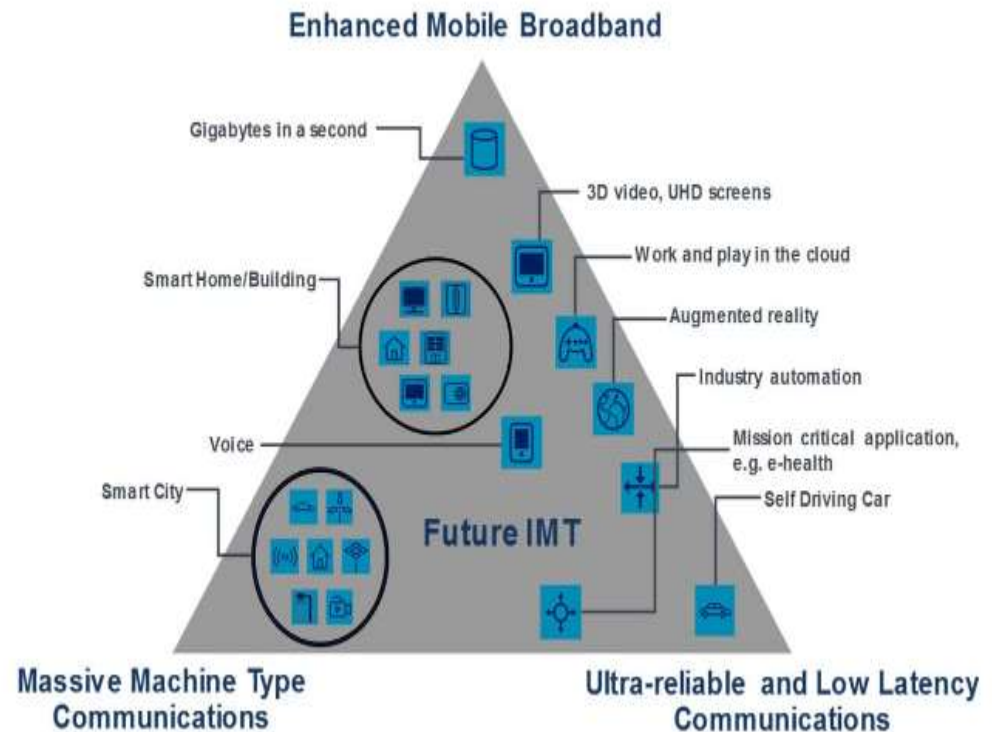 Enhanced Mobile Broadband
Gigabytes in a second
3D video, UHD screens
Work and play in the cloud
Smart Home/Building
Augmented reality
Industry automation
Voice
Mission critical application,
e.g. e-health
Smart City
Self Driving Car
Future IMT
Massive Machine Type
Communications
Ultra-reliable and Low Latency
Communications